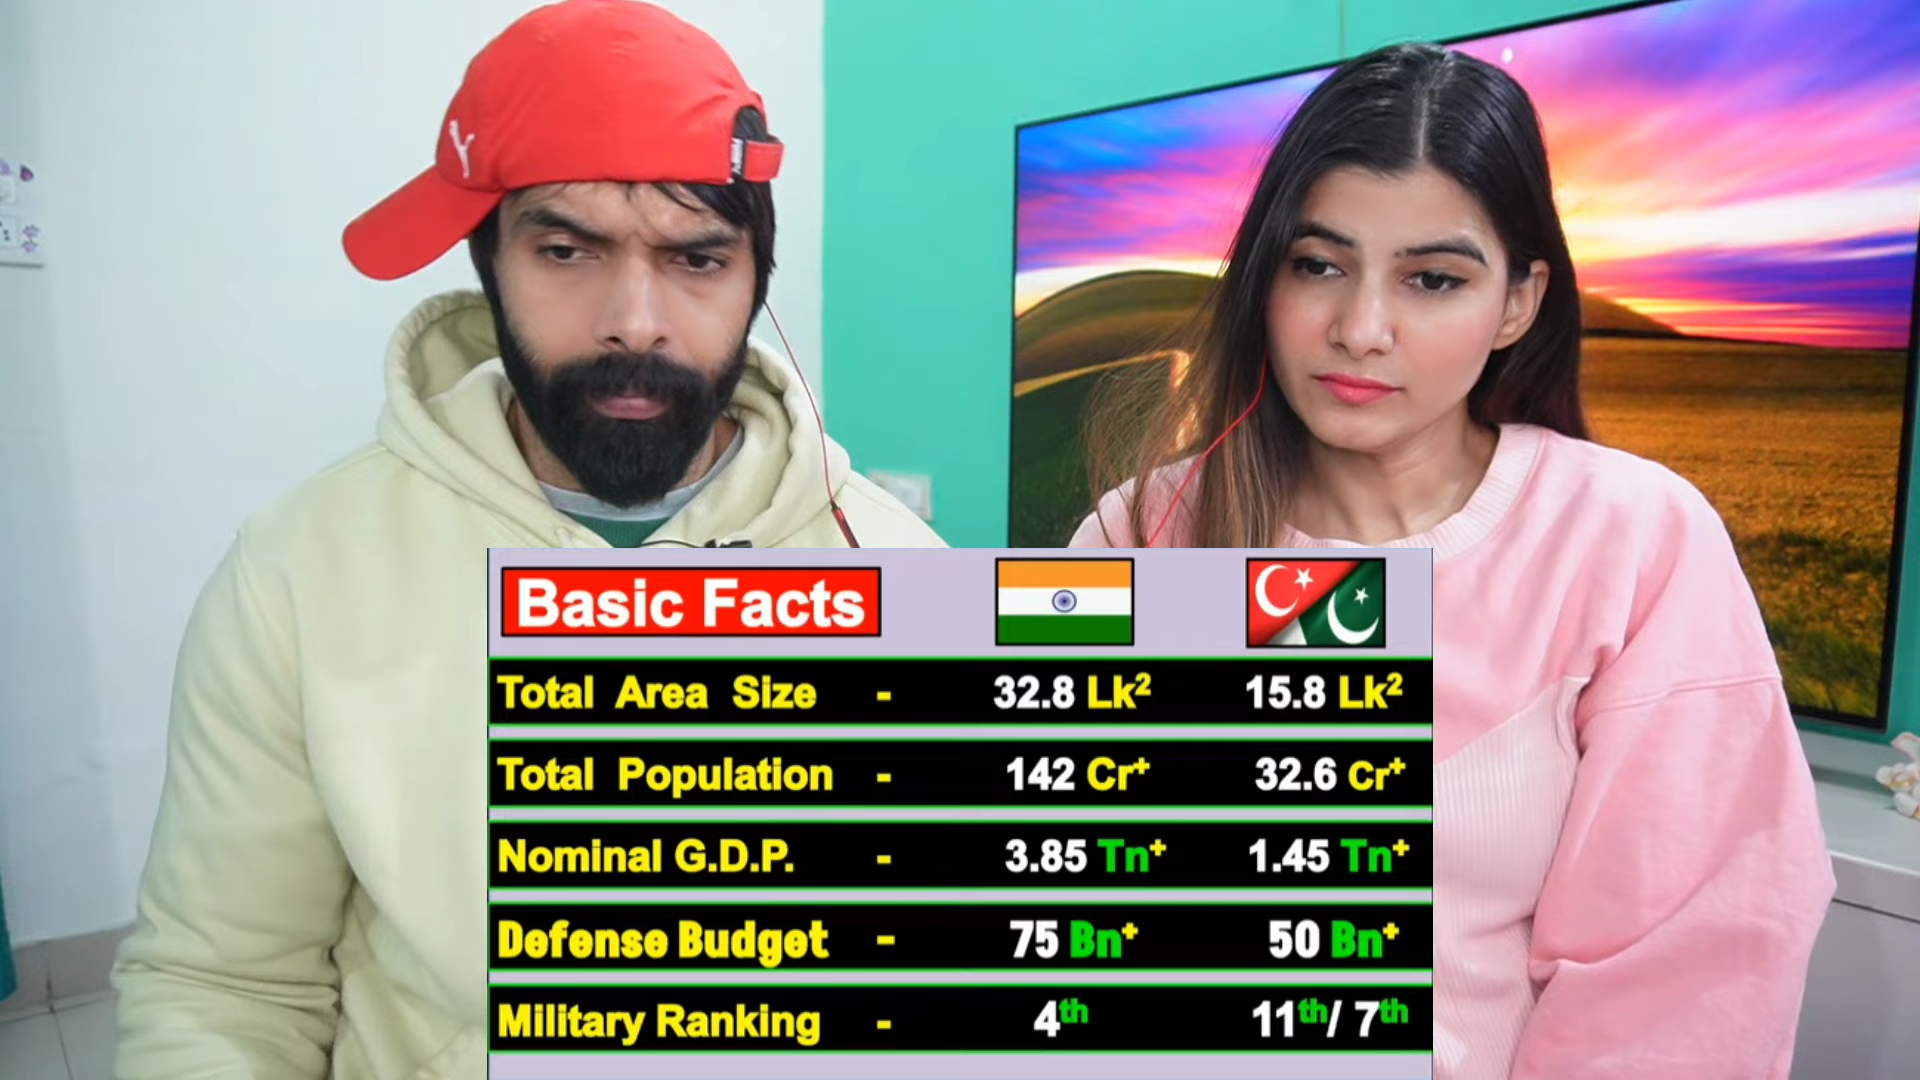 Basic Facts
Total Area Size - 32.8 Lk² 15.8 Lk²
Total Population - 142 Cr⁺ 32.6 Cr⁺
Nominal G.D.P. - 3.85 Tn⁺ 1.45 Tn⁺
Defense Budget - 75 Bn⁺ 50 Bn⁺
Military Ranking - 4th 11th/ 7th